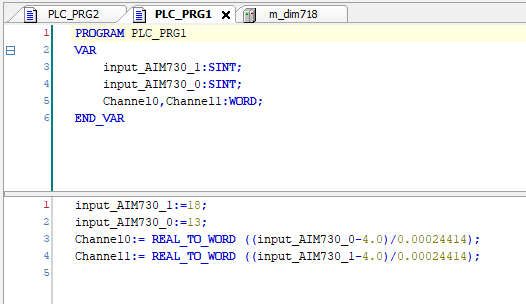 PLC_PRG2 PLC_PRG1 m_dim718
1 PROGRAM PLC_PRG1
2 VAR
3 input_AIM730_1:SINT;
4 input_AIM730_0:SINT;
5 Channel0,Channel1:WORD;
6 END_VAR
1 input_AIM730_1:=18;
2 input_AIM730_0:=13;
3 Channel0:= REAL_TO_WORD ((input_AIM730_0-4.0)/0.00024414);
4 Channel1:= REAL_TO_WORD ((input_AIM730_1-4.0)/0.00024414);
5